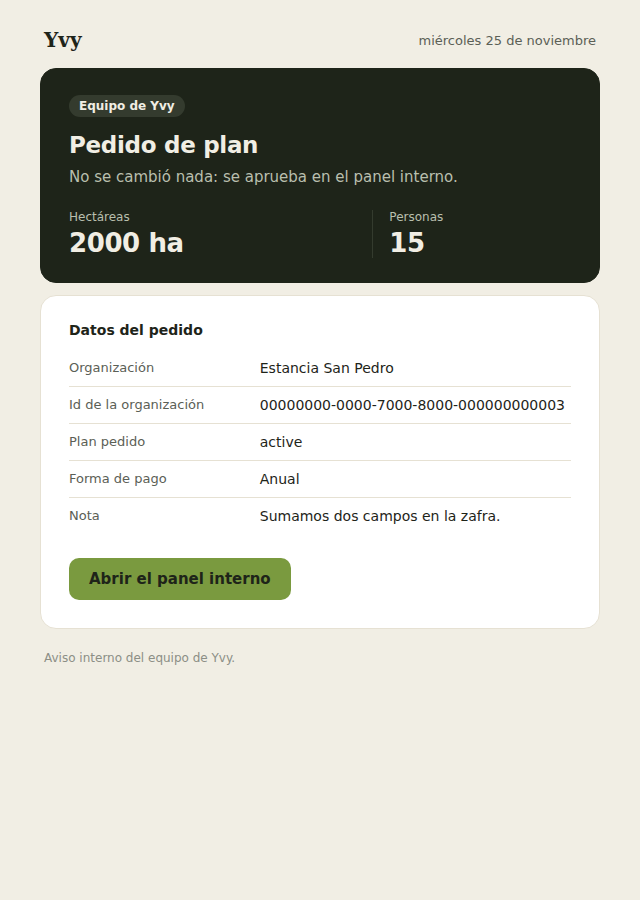 Yvy
miércoles 25 de noviembre
Equipo de Yvy
Pedido de plan
No se cambió nada: se aprueba en el panel interno.
Hectáreas
2000 ha
Personas
15
Datos del pedido
Organización
Estancia San Pedro
Id de la organización
00000000-0000-7000-8000-000000000003
Plan pedido
active
Forma de pago
Anual
Nota
Sumamos dos campos en la zafra.
Abrir el panel interno
Aviso interno del equipo de Yvy.